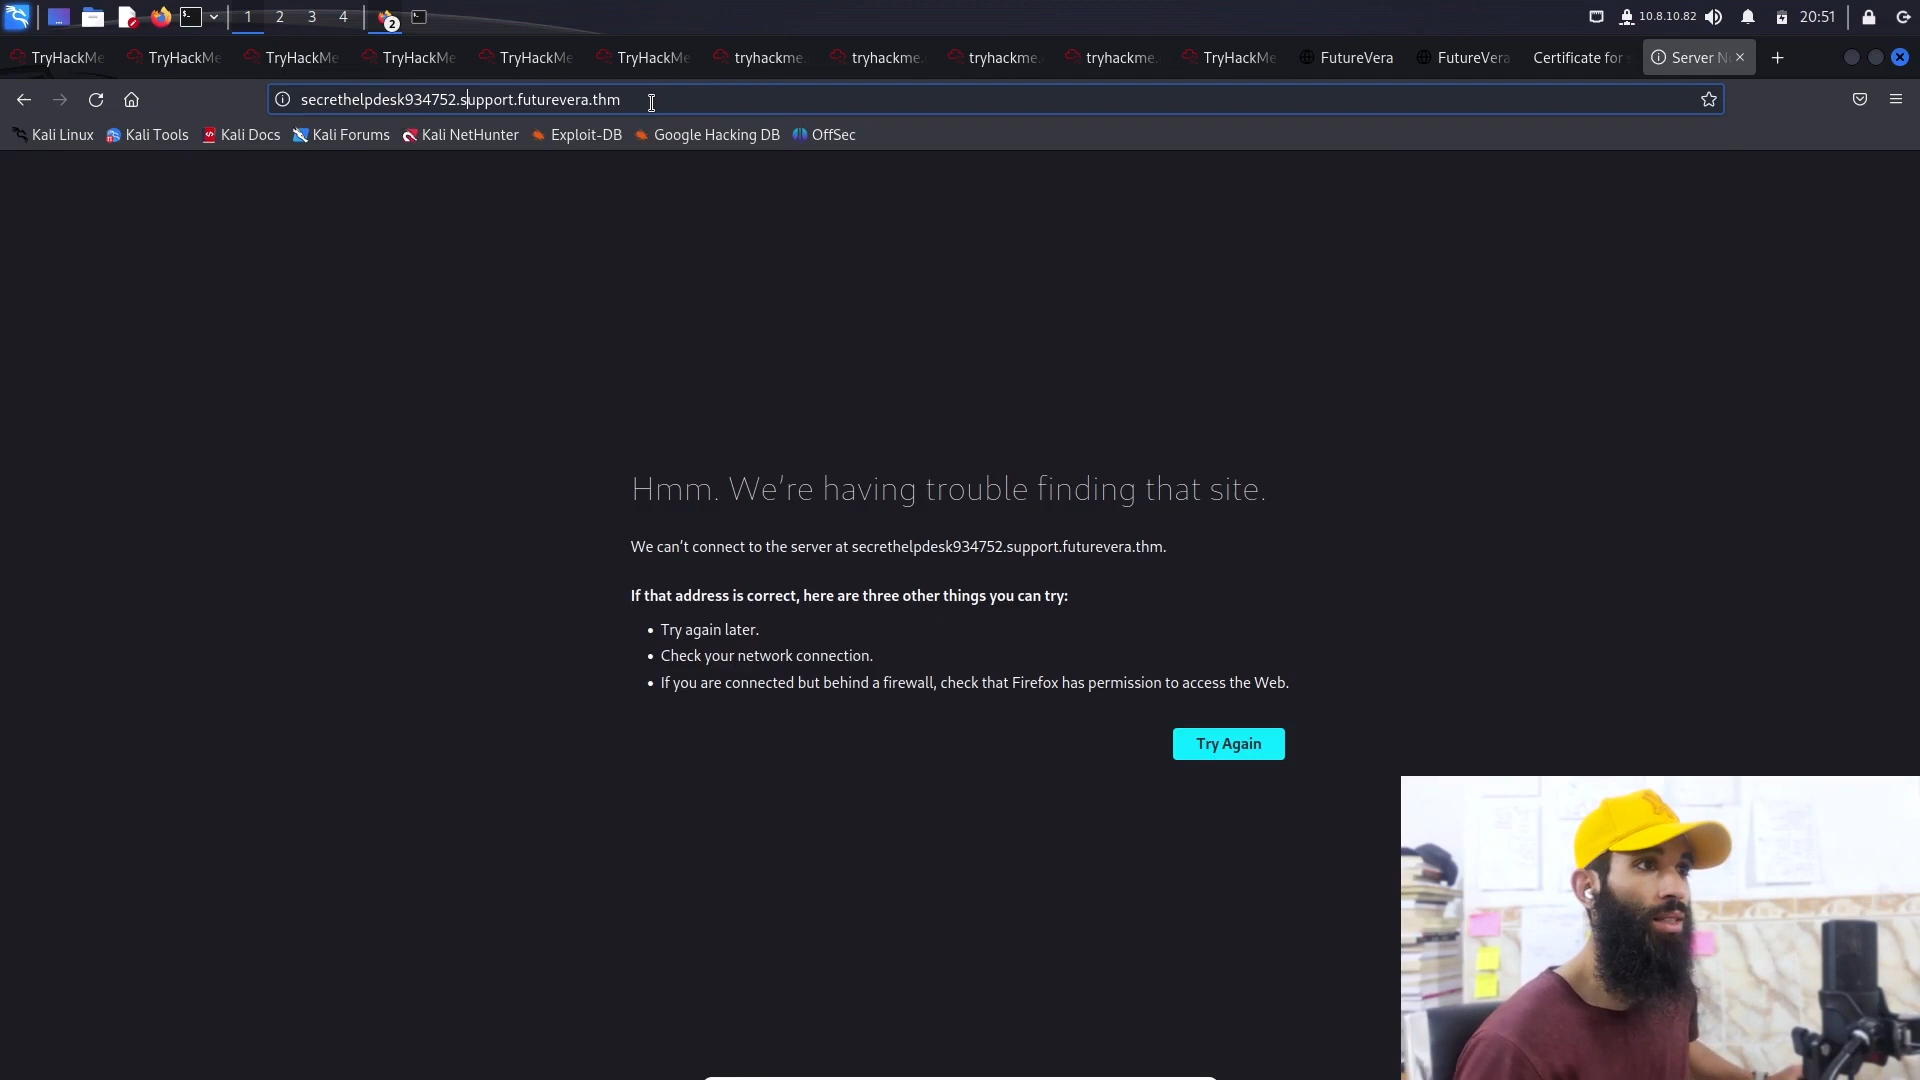 1 2 3 4 2 10.8.10.82 20:51
TryHackMe TryHackMe TryHackMe TryHackMe TryHackMe TryHackMe tryhackme. tryhackme. tryhackme. tryhackme. TryHackMe FutureVera FutureVera Certificate for Server N
secrethelpdesk934752.support.futurevera.thm
Kali Linux Kali Tools Kali Docs Kali Forums Kali NetHunter Exploit-DB Google Hacking DB OffSec
Hmm. We’re having trouble finding that site.
We can’t connect to the server at secrethelpdesk934752.support.futurevera.thm.
If that address is correct, here are three other things you can try:
• Try again later.
• Check your network connection.
• If you are connected but behind a firewall, check that Firefox has permission to access the Web.
Try Again